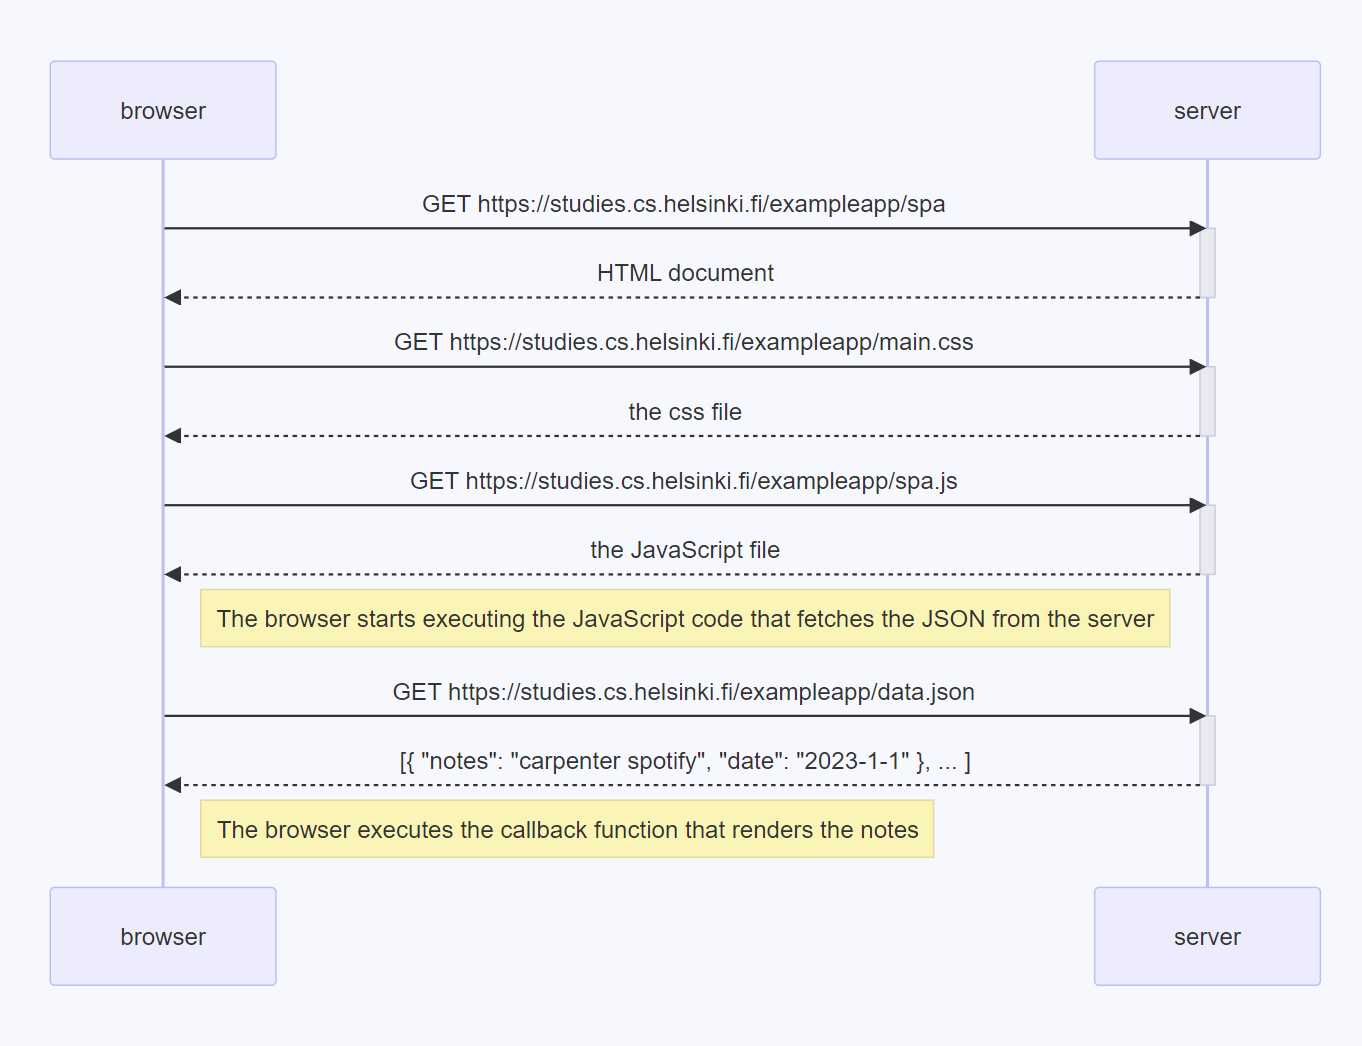 browser
server
GET https://studies.cs.helsinki.fi/exampleapp/spa
HTML document
GET https://studies.cs.helsinki.fi/exampleapp/main.css
the css file
GET https://studies.cs.helsinki.fi/exampleapp/spa.js
the JavaScript file
The browser starts executing the JavaScript code that fetches the JSON from the server
GET https://studies.cs.helsinki.fi/exampleapp/data.json
[{ "notes": "carpenter spotify", "date": "2023-1-1" }, ... ]
The browser executes the callback function that renders the notes
browser
server